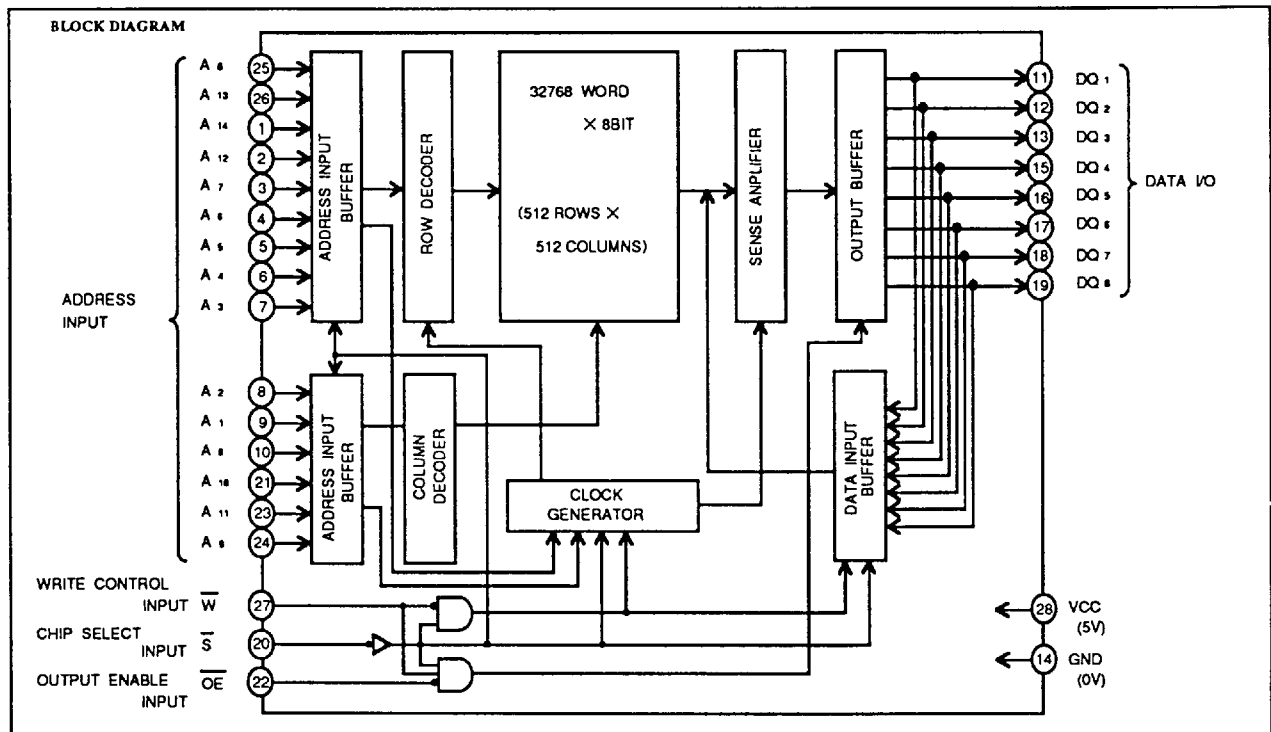 BLOCK DIAGRAM
ADDRESS INPUT
A 8 25
A 13 26
A 14 1
A 12 2
A 7 3
A 6 4
A 5 5
A 4 6
A 3 7
A 2 8
A 1 9
A 0 10
A 10 21
A 11 23
A 9 24
WRITE CONTROL
INPUT W̅ 27
CHIP SELECT
INPUT S̅ 20
OUTPUT ENABLE
INPUT O̅E̅ 22
ADDRESS INPUT
BUFFER
ROW DECODER
32768 WORD
× 8BIT
(512 ROWS ×
512 COLUMNS)
SENSE ANPLIFIER
OUTPUT BUFFER
ADDRESS INPUT
BUFFER
COLUMN
DECODER
CLOCK
GENERATOR
DATA INPUT
BUFFER
11 DQ 1
12 DQ 2
13 DQ 3
15 DQ 4
16 DQ 5
17 DQ 6
18 DQ 7
19 DQ 8
DATA I/O
28 VCC
(5V)
14 GND
(0V)